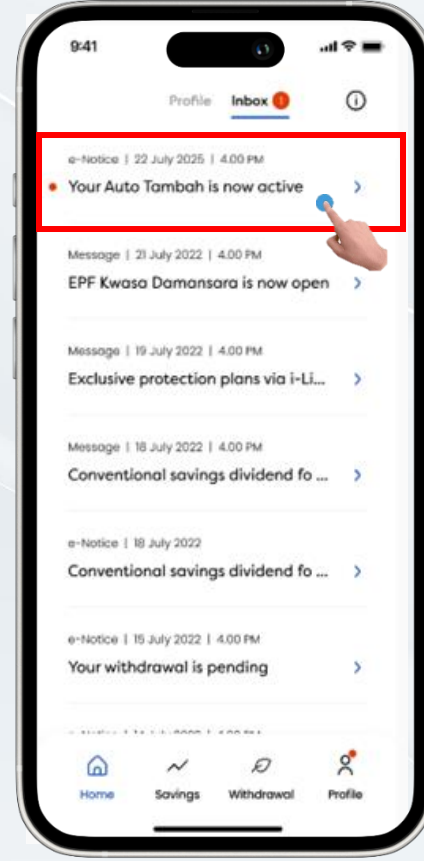 9:41
Profile Inbox 1
e-Notice | 22 July 2025 | 4.00 PM
Your Auto Tambah is now active
Message | 21 July 2022 | 4.00 PM
EPF Kwasa Damansara is now open
Message | 19 July 2022 | 4.00 PM
Exclusive protection plans via i-Li...
Message | 18 July 2022 | 4.00 PM
Conventional savings dividend fo ...
e-Notice | 18 July 2022
Conventional savings dividend fo ...
e-Notice | 15 July 2022 | 4.00 PM
Your withdrawal is pending
Home Savings Withdrawal Profile